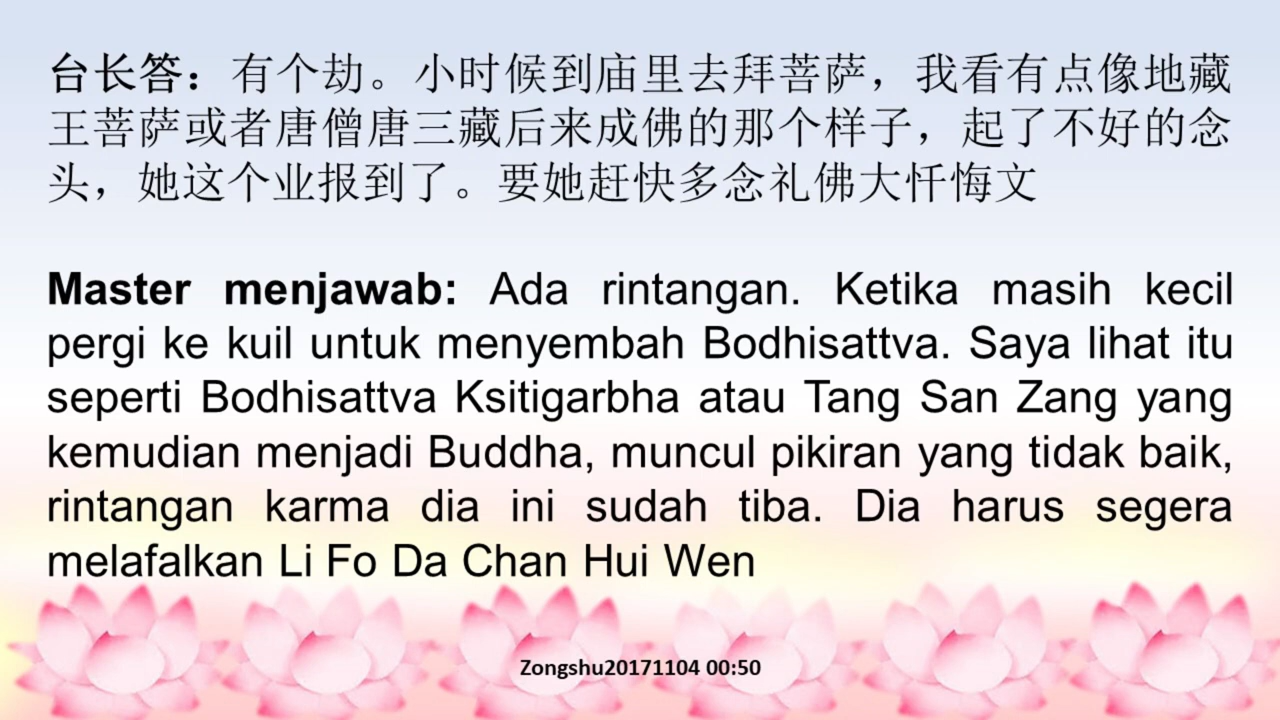 台长答：有个劫。小时候到庙里去拜菩萨，我看有点像地藏
王菩萨或者唐僧唐三藏后来成佛的那个样子，起了不好的念
头，她这个业报到了。要她赶快多念礼佛大忏悔文
Master menjawab: Ada rintangan. Ketika masih kecil
pergi ke kuil untuk menyembah Bodhisattva. Saya lihat itu
seperti Bodhisattva Ksitigarbha atau Tang San Zang yang
kemudian menjadi Buddha, muncul pikiran yang tidak baik,
rintangan karma dia ini sudah tiba. Dia harus segera
melafalkan Li Fo Da Chan Hui Wen
Zongshu20171104 00:50